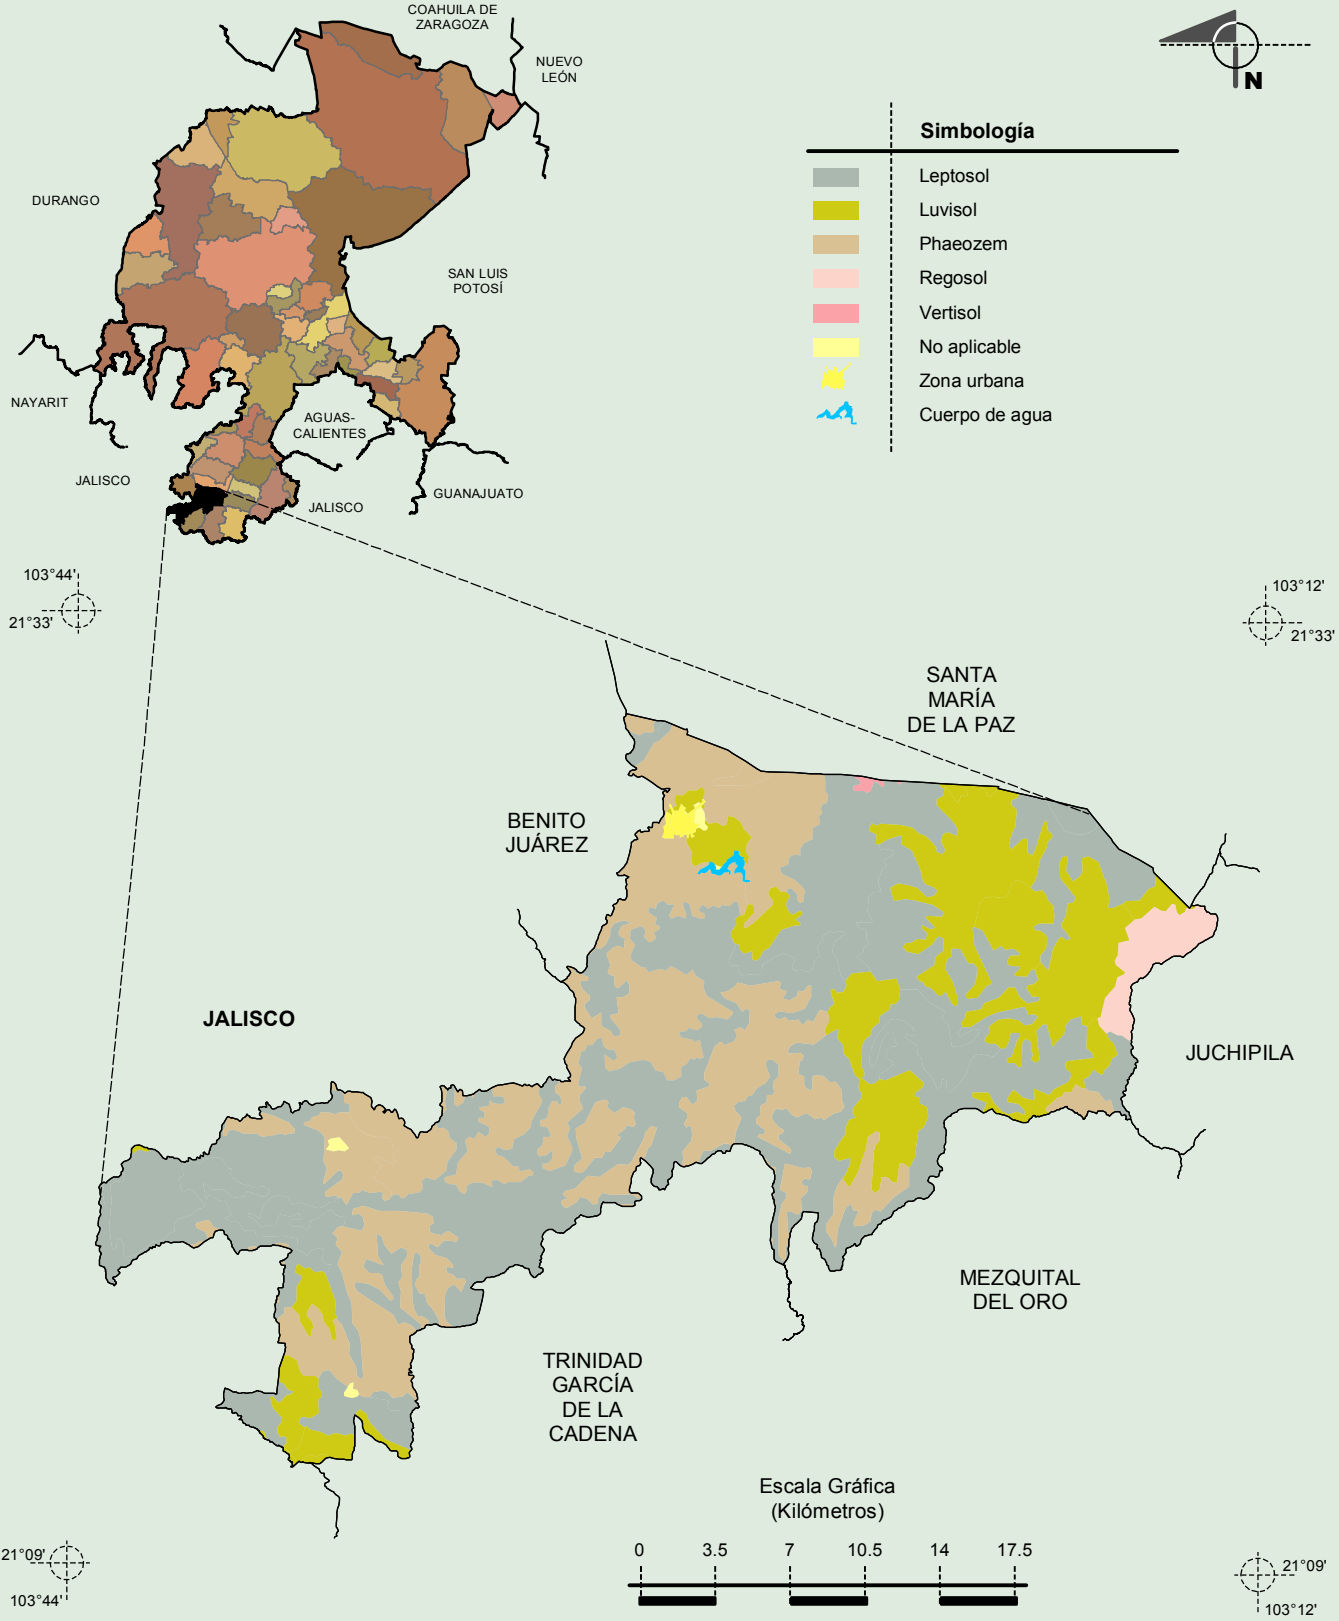 COAHUILA DE
ZARAGOZA
NUEVO
LEÓN
N
DURANGO
SAN LUIS
POTOSÍ
NAYARIT
AGUAS-
CALIENTES
JALISCO
GUANAJUATO
JALISCO
Simbología
Leptosol
Luvisol
Phaeozem
Regosol
Vertisol
No aplicable
Zona urbana
Cuerpo de agua
103°44'
21°33'
103°12'
21°33'
SANTA
MARÍA
DE LA PAZ
BENITO
JUÁREZ
JALISCO
JUCHIPILA
MEZQUITAL
DEL ORO
TRINIDAD
GARCÍA
DE LA
CADENA
Escala Gráfica
(Kilómetros)
0 3.5 7 10.5 14 17.5
21°09'
103°44'
21°09'
103°12'